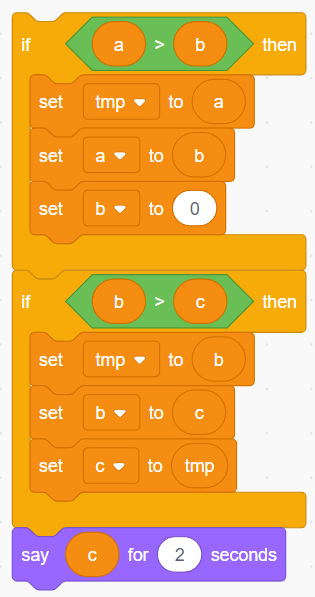 if a > b then
set tmp to a
set a to b
set b to 0
if b > c then
set tmp to b
set b to c
set c to tmp
say c for 2 seconds